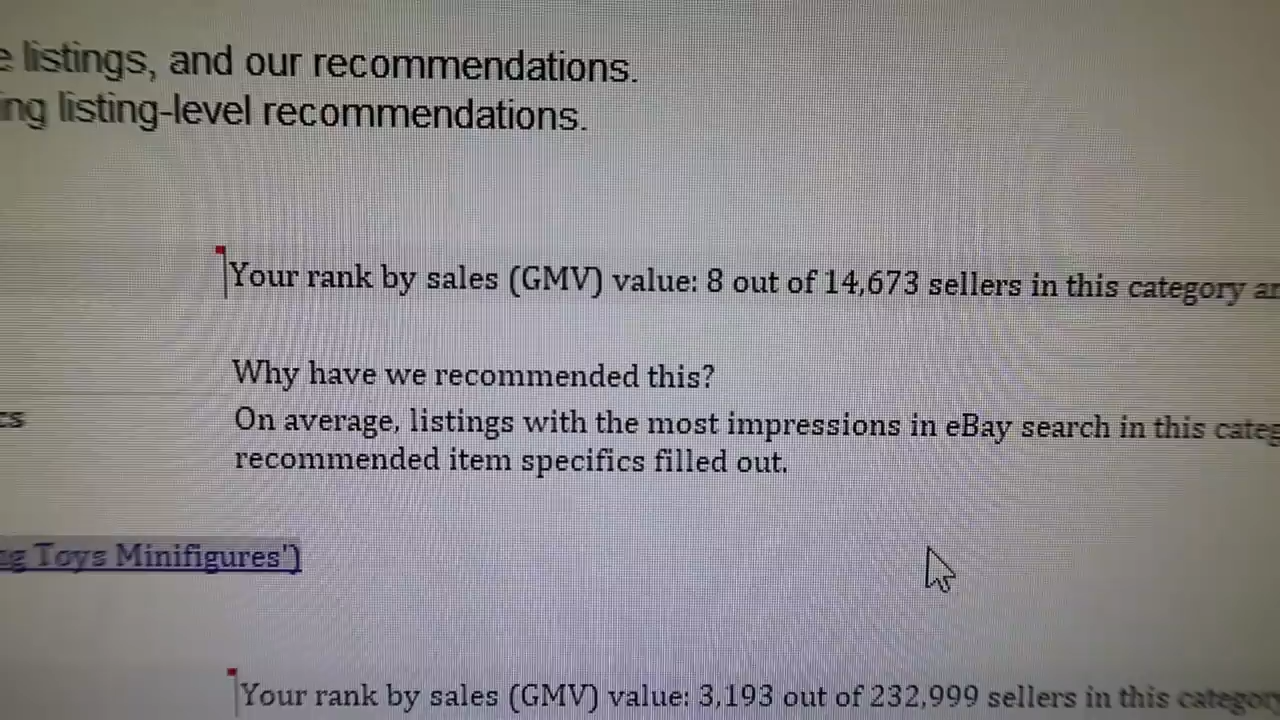 listings, and our recommendations.
ing listing-level recommendations.
Your rank by sales (GMV) value: 8 out of 14,673 sellers in this category
Why have we recommended this?
On average, listings with the most impressions in eBay search in this
recommended item specifics filled out.
Toys Minifigures')
Your rank by sales (GMV) value: 3,193 out of 232,999 sellers in this category